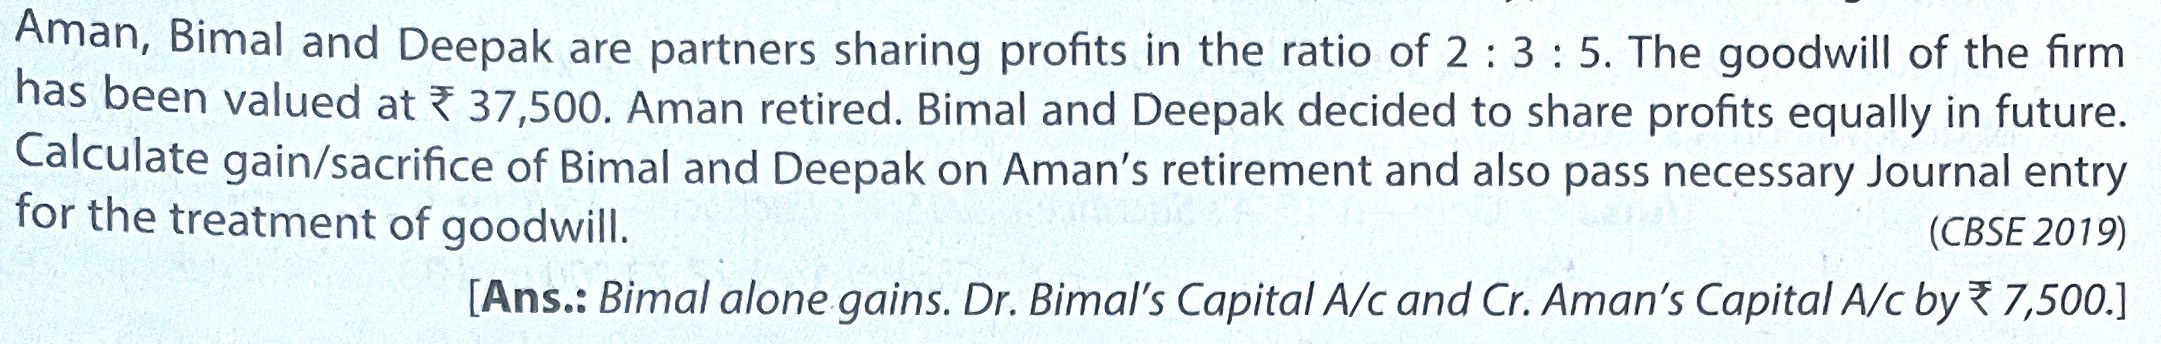 Aman, Bimal and Deepak are partners sharing profits in the ratio of 2 : 3 : 5. The goodwill of the firm
has been valued at ₹ 37,500. Aman retired. Bimal and Deepak decided to share profits equally in future.
Calculate gain/sacrifice of Bimal and Deepak on Aman's retirement and also pass necessary Journal entry
for the treatment of goodwill. (CBSE 2019)
[Ans.: Bimal alone gains. Dr. Bimal's Capital A/c and Cr. Aman's Capital A/c by ₹ 7,500.]